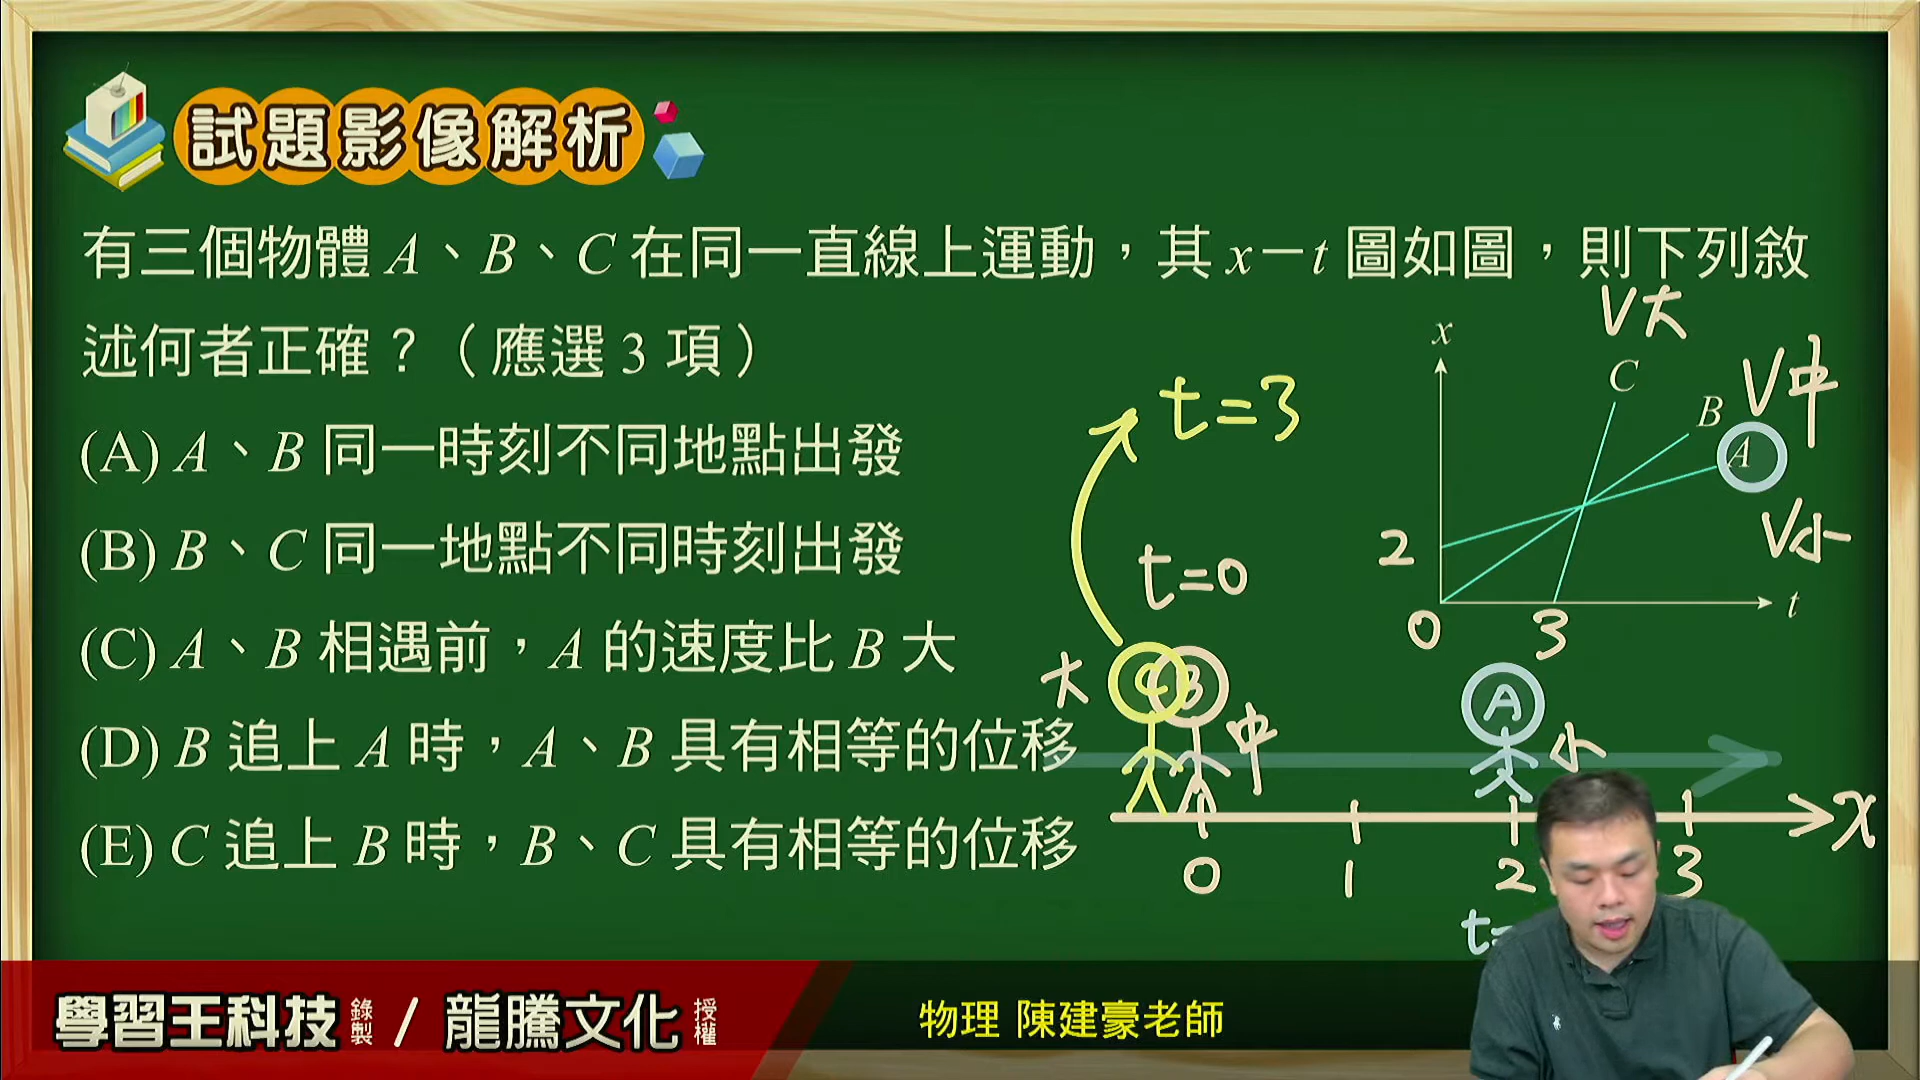 試題影像解析
有三個物體 A、B、C 在同一直線上運動，其 x－t 圖如圖，則下列敘
述何者正確？（應選 3 項）
(A) A、B 同一時刻不同地點出發
(B) B、C 同一地點不同時刻出發
(C) A、B 相遇前，A 的速度比 B 大
(D) B 追上 A 時，A、B 具有相等的位移
(E) C 追上 B 時，B、C 具有相等的位移
V大
x
C
V中
B
A
V小
2
0
3
t
t=3
t=0
大
C
B
中
A
小
x
0
1
2
3
t=
學習王科技 錄製 / 龍騰文化 授權
物理 陳建豪老師